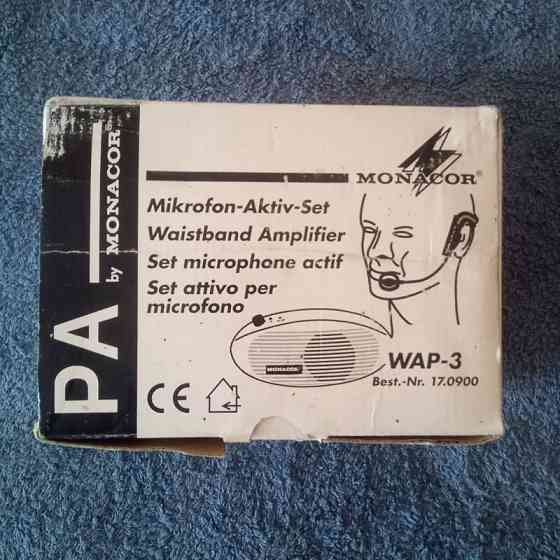 PA by MONACOR®
MONACOR®
Mikrofon-Aktiv-Set
Waistband Amplifier
Set microphone actif
Set attivo per
microfono
MONACOR
WAP-3
Best.-Nr. 17.0900
CE